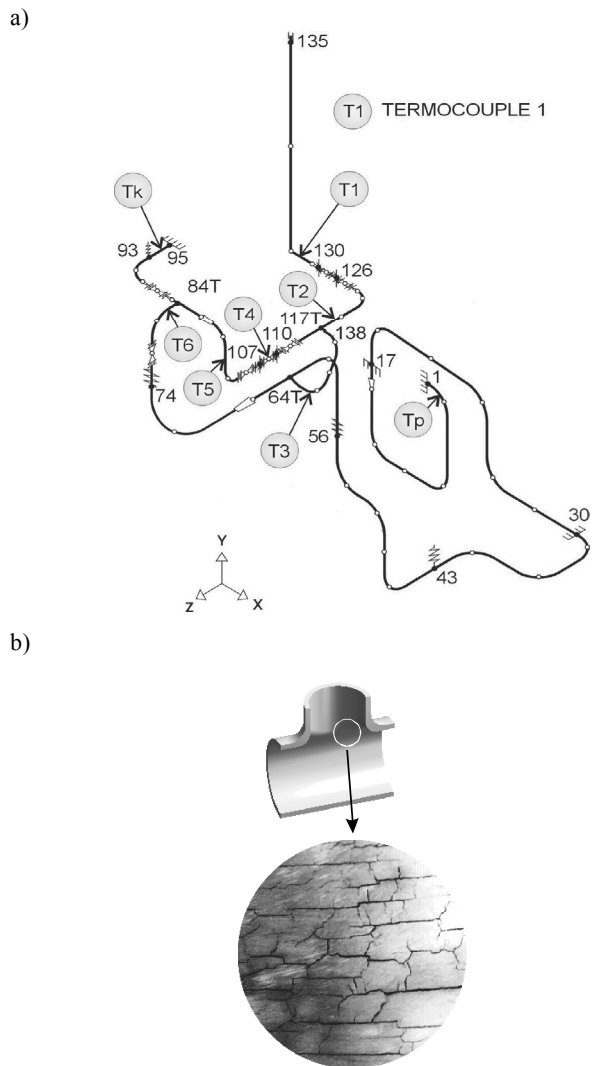 a)
135
T1 TERMOCOUPLE 1
Tk
T1
93
95
130
126
84T
T2
T4
117T
110
138
T6
107
17
1
74
T5
64T
Tp
56
T3
30
Y
43
Z
X
b)